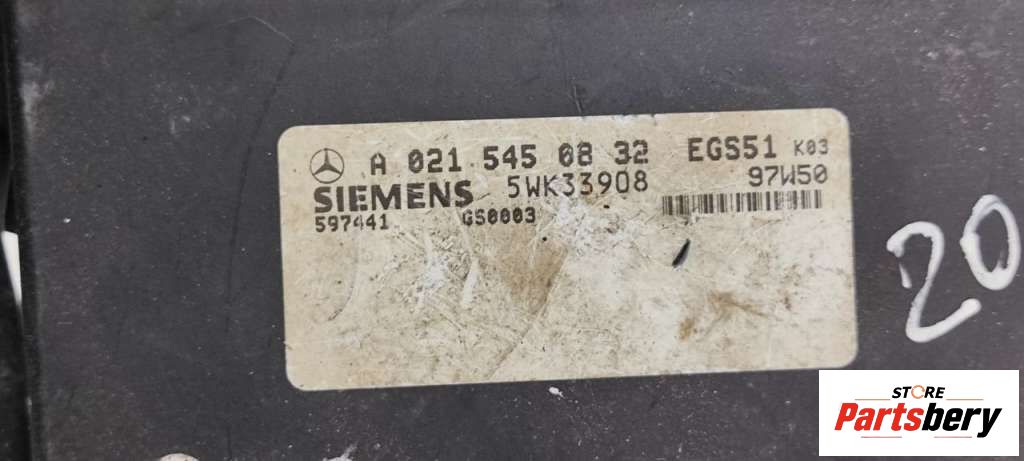 A 021 545 08 32 EGS51 K03
SIEMENS 5WK33908 97W50
597441 GS0003
20
STORE
Partsbery